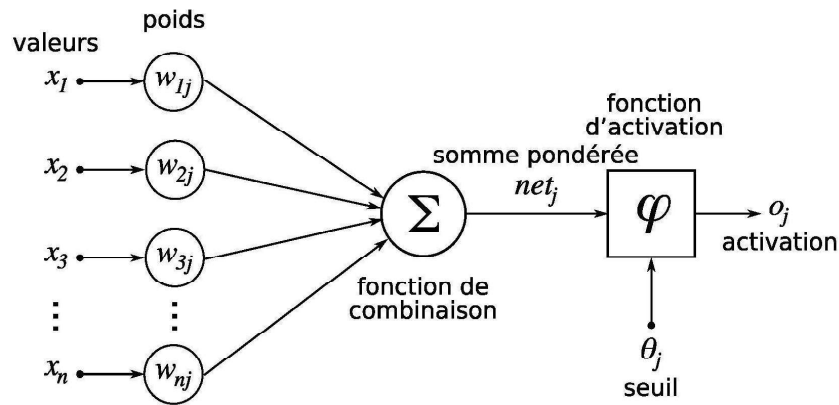 poids
valeurs
x1
w1j
x2
w2j
x3
w3j
⋮
⋮
xn
wnj
Σ
fonction de
combinaison
somme pondérée
netj
fonction
d'activation
φ
oj
activation
θj
seuil